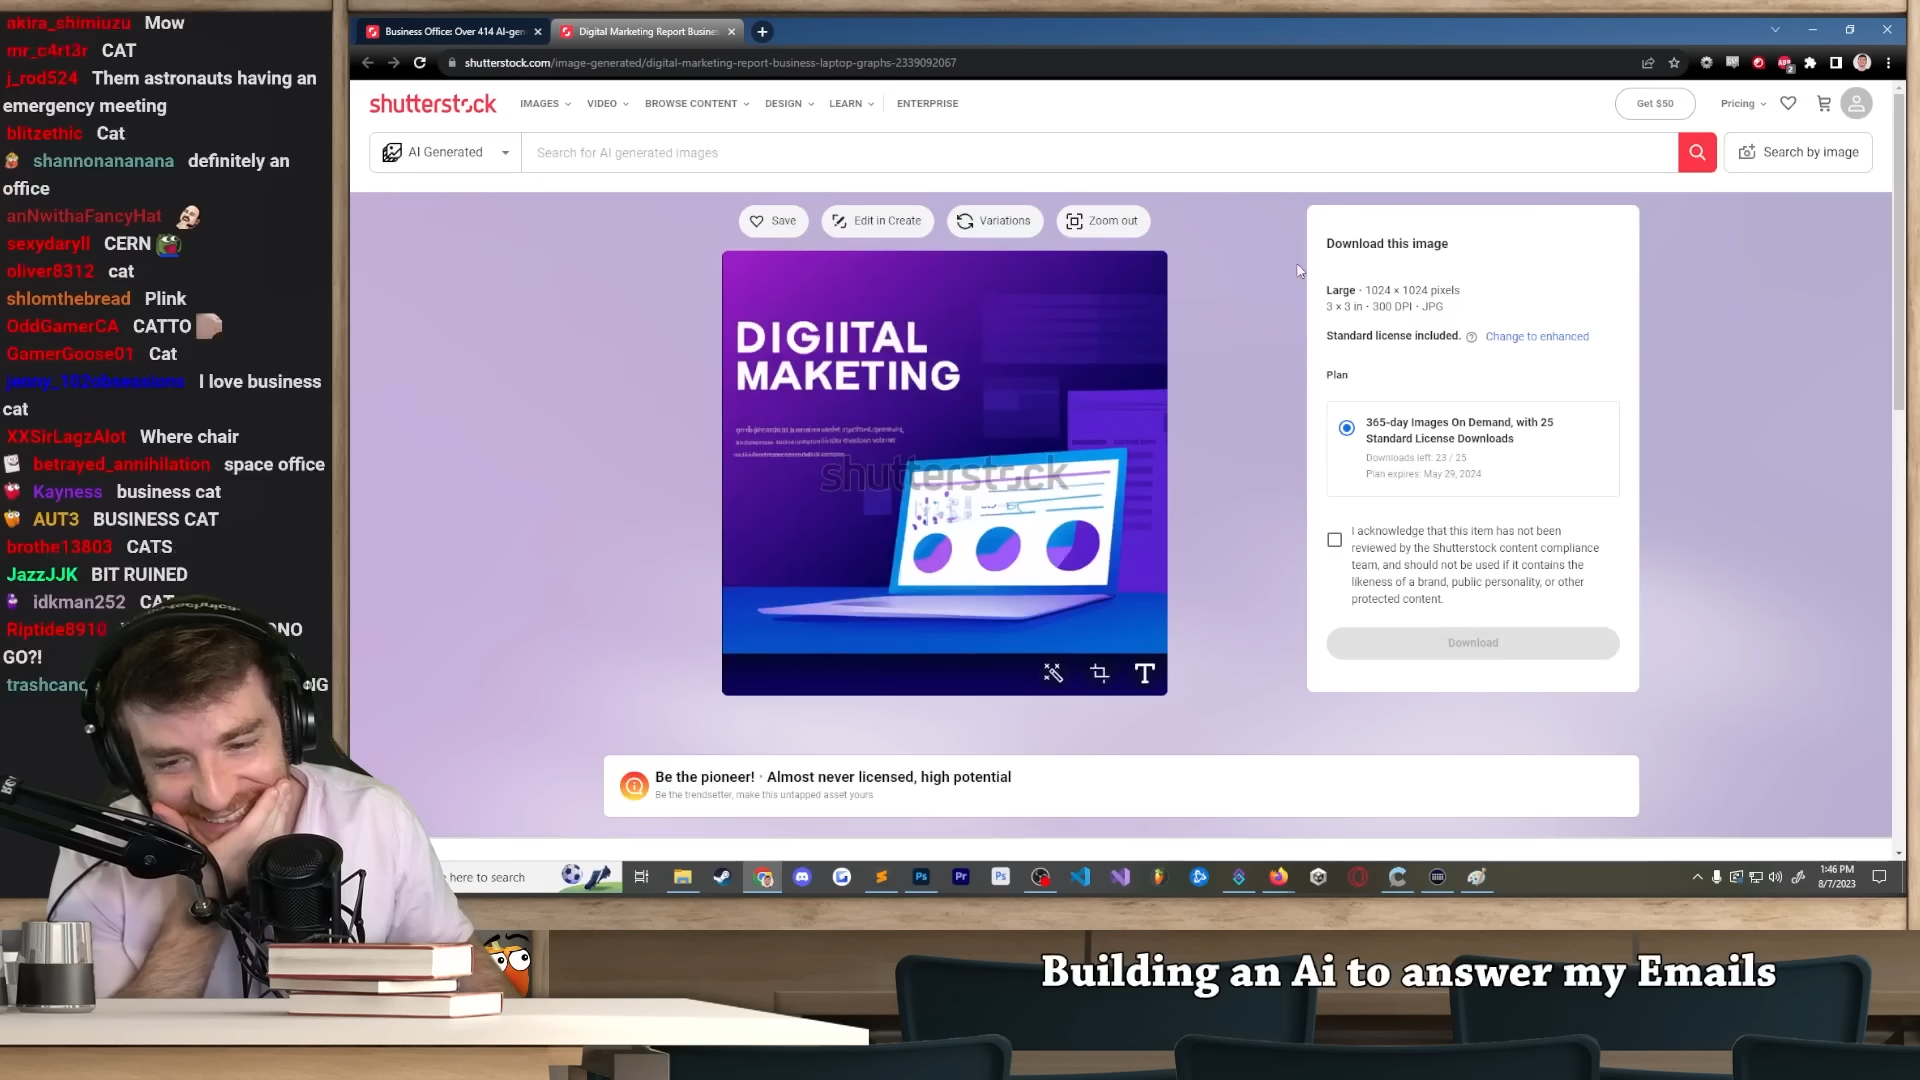 akira_shimiuzu Mow
mr_c4rt3r CAT
j_rod524 Them astronauts having an
emergency meeting
blitzethic Cat
shannonananana definitely an
office
anNwithaFancyHat
sexydaryll CERN
oliver8312 cat
shlomthebread Plink
OddGamerCA CATTO
GamerGoose01 Cat
jenny_102obsessions I love business
cat
XXSirLagzAlot Where chair
betrayed_annihilation space office
Kayness business cat
AUT3 BUSINESS CAT
brothe13803 CATS
JazzJJK BIT RUINED
idkman252 CAT
Riptide8910 ONO
GO?!
trashcan NG
Business Office: Over 414 AI-gen
Digital Marketing Report Busine
shutterstock.com/image-generated/digital-marketing-report-business-laptop-graphs-2339092067
shutterstock IMAGES VIDEO BROWSE CONTENT DESIGN LEARN ENTERPRISE Get $50 Pricing
AI Generated Search for AI generated images Search by image
Save Edit in Create Variations Zoom out
DIGIITAL
MAKETING
shutterstock
Download this image
Large · 1024 × 1024 pixels
3 × 3 in · 300 DPI · JPG
Standard license included. Change to enhanced
Plan
365-day Images On Demand, with 25
Standard License Downloads
Downloads left: 23 / 25
Plan expires: May 29, 2024
I acknowledge that this item has not been
reviewed by the Shutterstock content compliance
team, and should not be used if it contains the
likeness of a brand, public personality, or other
protected content.
Download
Be the pioneer! · Almost never licensed, high potential
Be the trendsetter, make this untapped asset yours
here to search
Ps Pr Ps
1:46 PM
8/7/2023
Building an Ai to answer my Emails